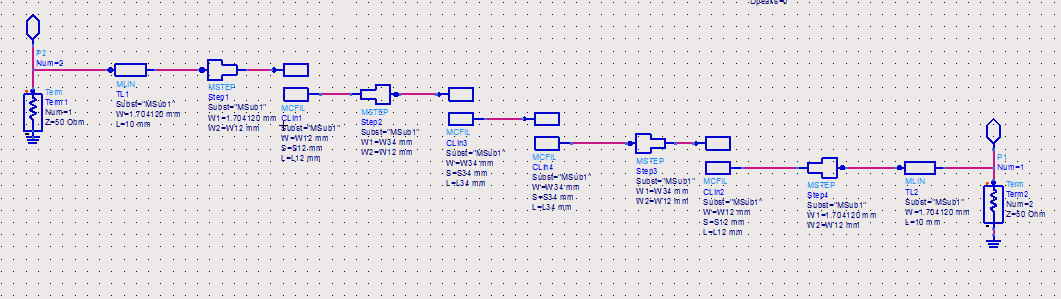 P2
Num=2
Term
Term1
Num=1
Z=50 Ohm
MLIN
TL1
Subst="MSub1"
W=1.704120 mm
L=10 mm
MSTEP
Step1
Subst="MSub1"
W1=1.704120 mm
W2=W12 mm
MCFIL
CLin1
Subst="MSub1"
W=W12 mm
S=S12 mm
L=L12 mm
MSTEP
Step2
Subst="MSub1"
W1=W34 mm
W2=W12 mm
MCFIL
CLin3
Subst="MSub1"
W=W34 mm
S=S34 mm
L=L34 mm
MCFIL
CLin4
Subst="MSub1"
W=W34 mm
S=S34 mm
L=L34 mm
MSTEP
Step3
Subst="MSub1"
W1=W34 mm
W2=W12 mm
MCFIL
CLin2
Subst="MSub1"
W=W12 mm
S=S12 mm
L=L12 mm
MSTEP
Step4
Subst="MSub1"
W1=1.704120 mm
W2=W12 mm
MLIN
TL2
Subst="MSub1"
W=1.704120 mm
L=10 mm
P1
Num=1
Term
Term2
Num=2
Z=50 Ohm